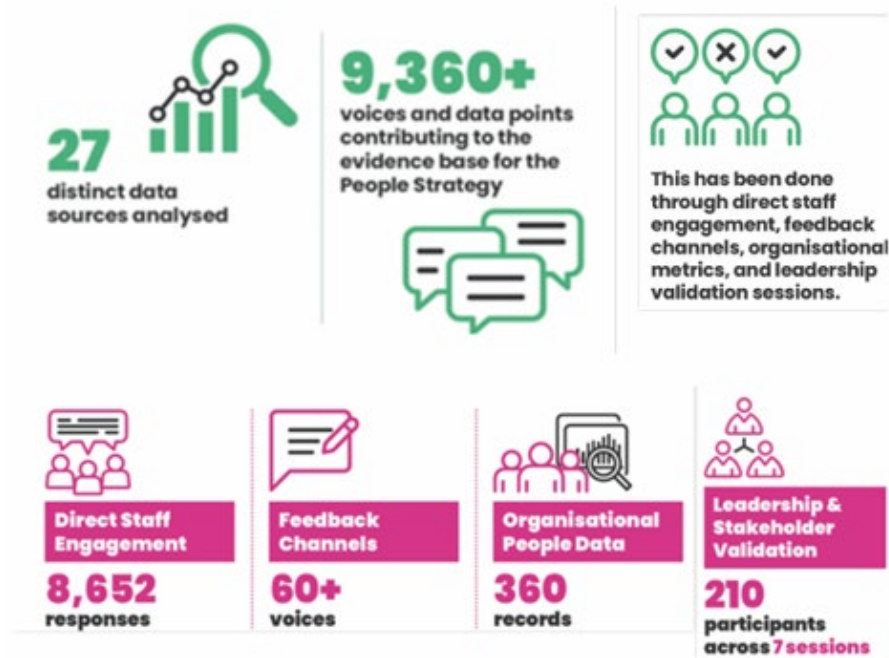 27
distinct data
sources analysed
9,360+
voices and data points
contributing to the
evidence base for the
People Strategy
This has been done
through direct staff
engagement, feedback
channels, organisational
metrics, and leadership
validation sessions.
Direct Staff
Engagement
8,652
responses
Feedback
Channels
60+
voices
Organisational
People Data
360
records
Leadership &
Stakeholder
Validation
210
participants
across 7 sessions